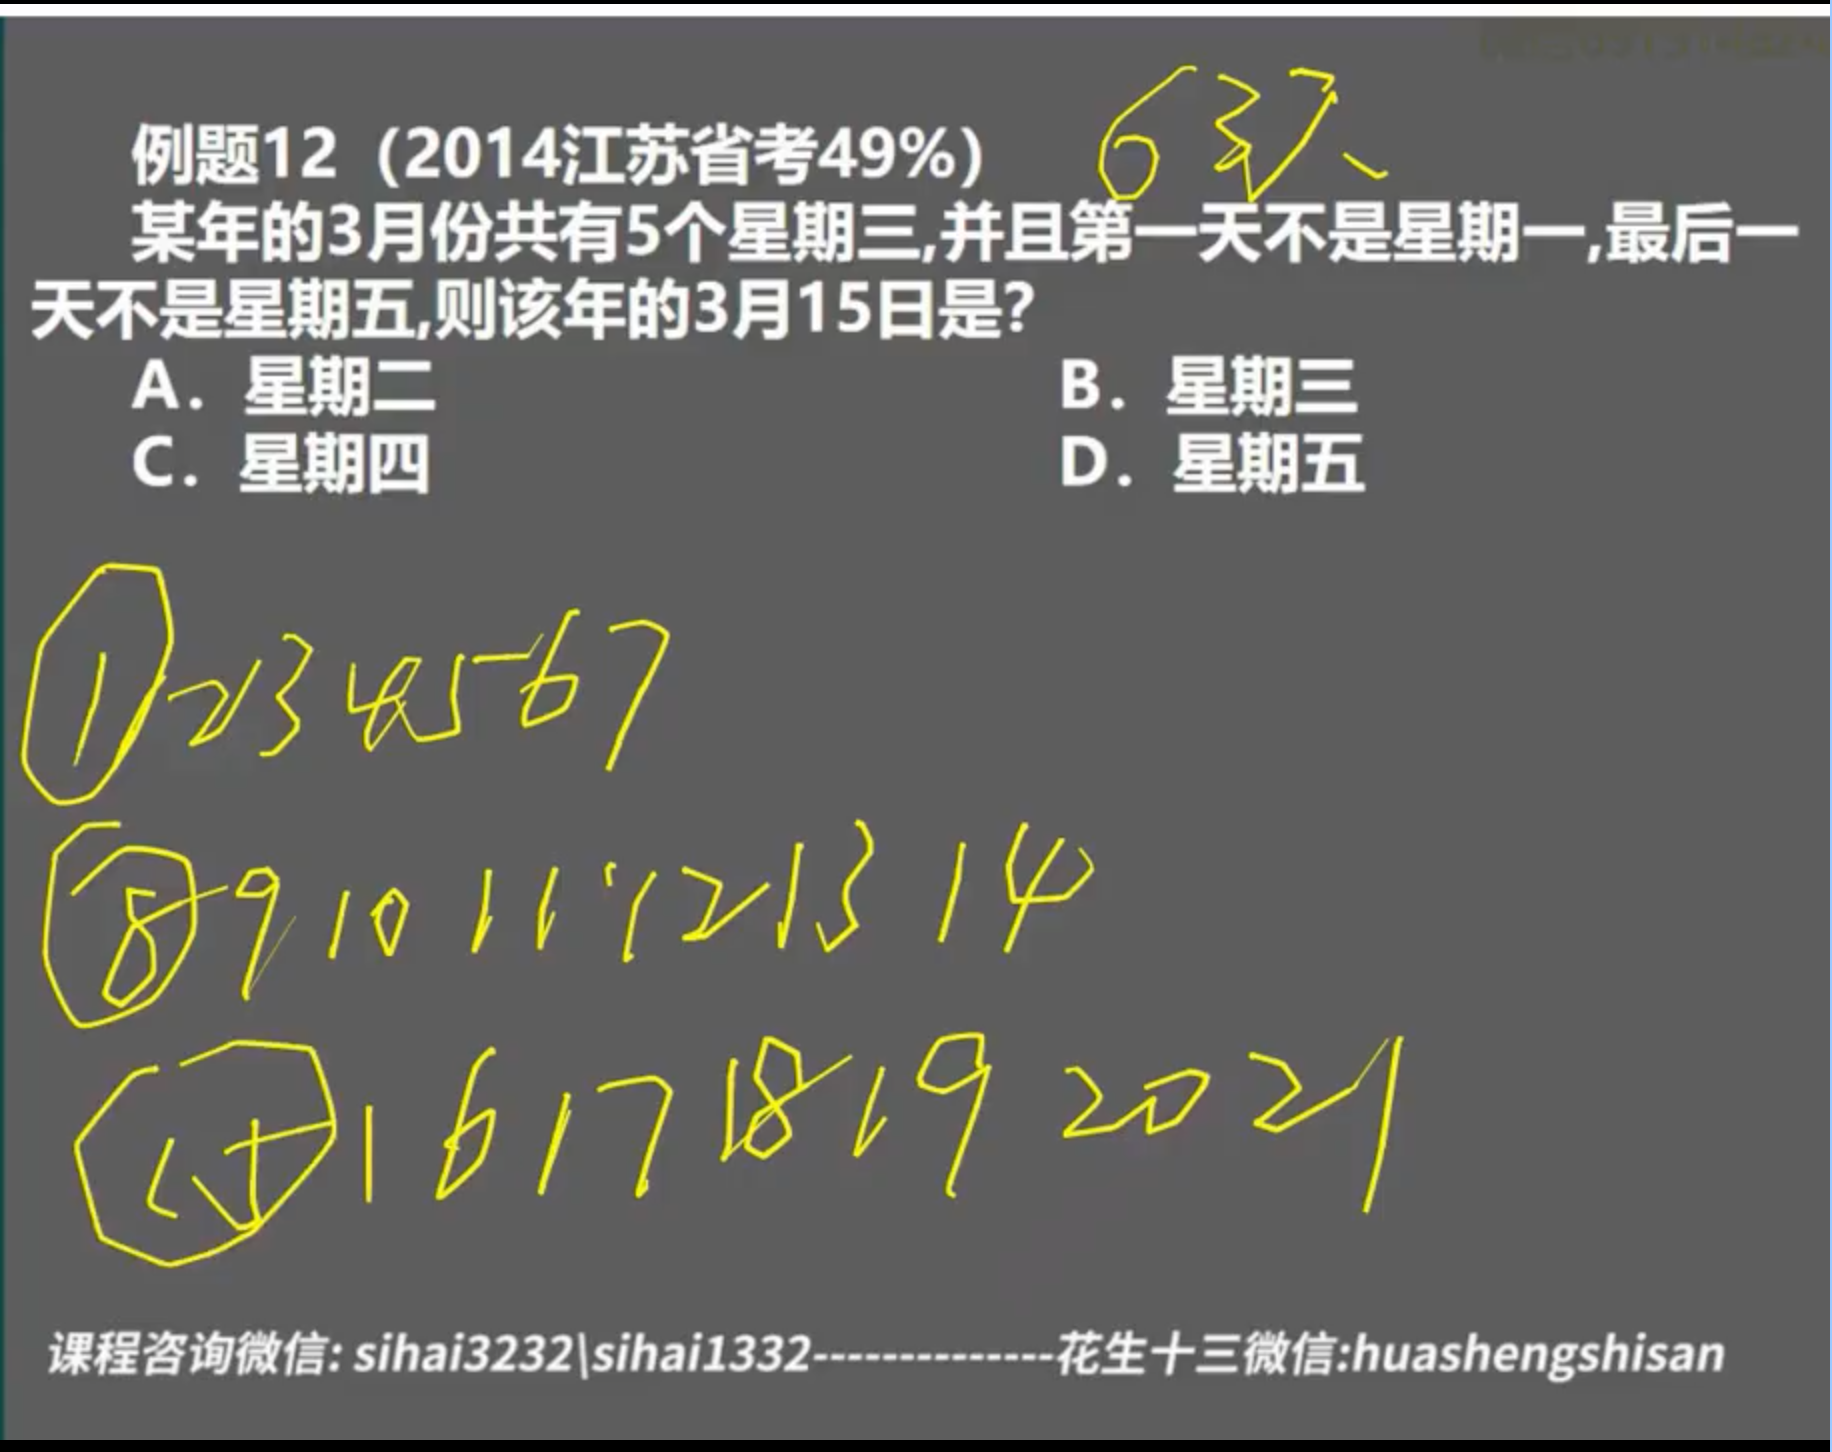 6天
例题12（2014江苏省考49%）
某年的3月份共有5个星期三,并且第一天不是星期一,最后一
天不是星期五,则该年的3月15日是?
A. 星期二 B. 星期三
C. 星期四 D. 星期五
1 2 3 4 5 6 7
8 9 10 11 12 13 14
15 16 17 18 19 20 21
课程咨询微信: sihai3232\sihai1332--------------花生十三微信:huashengshisan